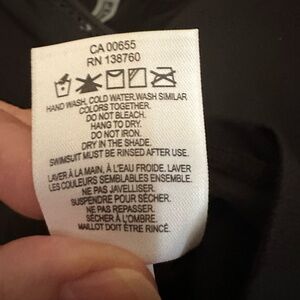 CA 00655
RN 138760
HAND WASH, COLD WATER.WASH SIMILAR
COLORS TOGETHER.
DO NOT BLEACH.
HANG TO DRY.
DO NOT IRON.
DRY IN THE SHADE.
SWIMSUIT MUST BE RINSED AFTER USE.
LAVER À LA MAIN, À L'EAU FROIDE. LAVER
LES COULEURS SEMBLABLES ENSEMBLE.
NE PAS JAVELLISER.
SUSPENDRE POUR SÉCHER.
NE PAS REPASSER.
SÉCHER À L'OMBRE.
MAILLOT DOIT ÊTRE RINCÉ.